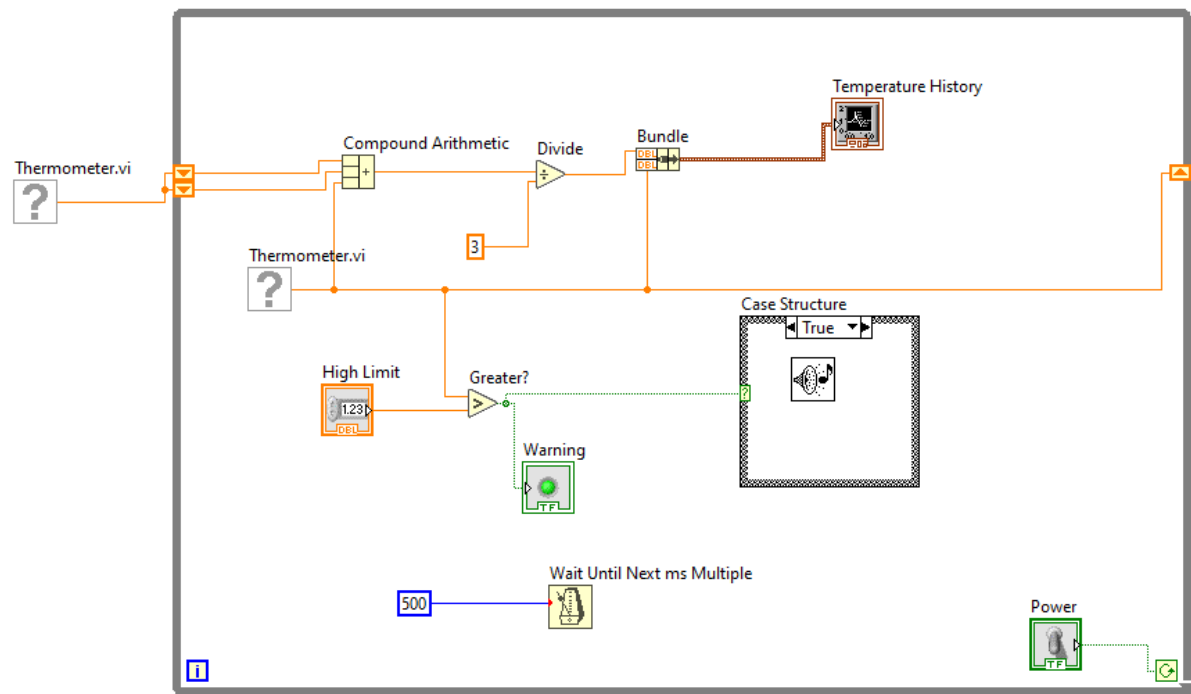 Temperature History
Compound Arithmetic
Divide
Bundle
DBL
DBL
+
÷
Thermometer.vi
?
3
Thermometer.vi
?
Case Structure
True
High Limit
1.23
DBL
Greater?
>
?
Warning
TF
Wait Until Next ms Multiple
500
Power
TF
i